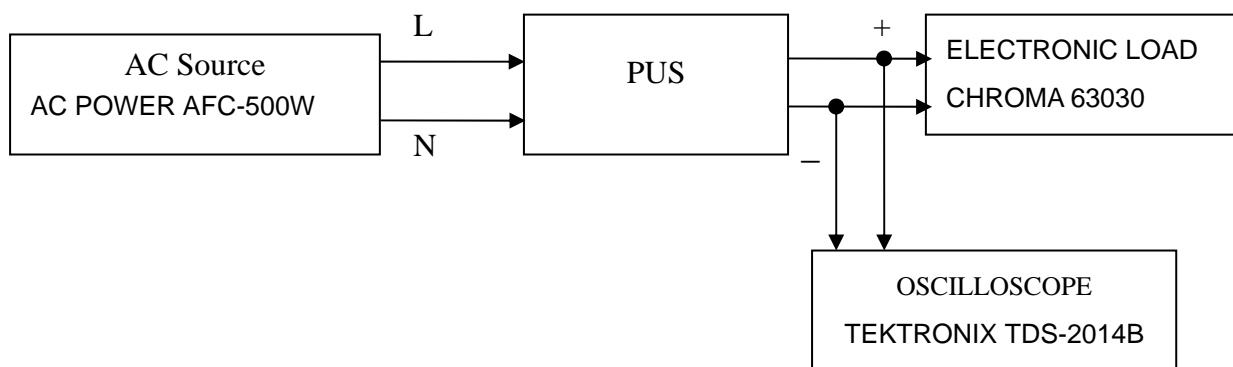 L
AC Source
AC POWER AFC-500W
N
PUS
+
−
ELECTRONIC LOAD
CHROMA 63030
OSCILLOSCOPE
TEKTRONIX TDS-2014B